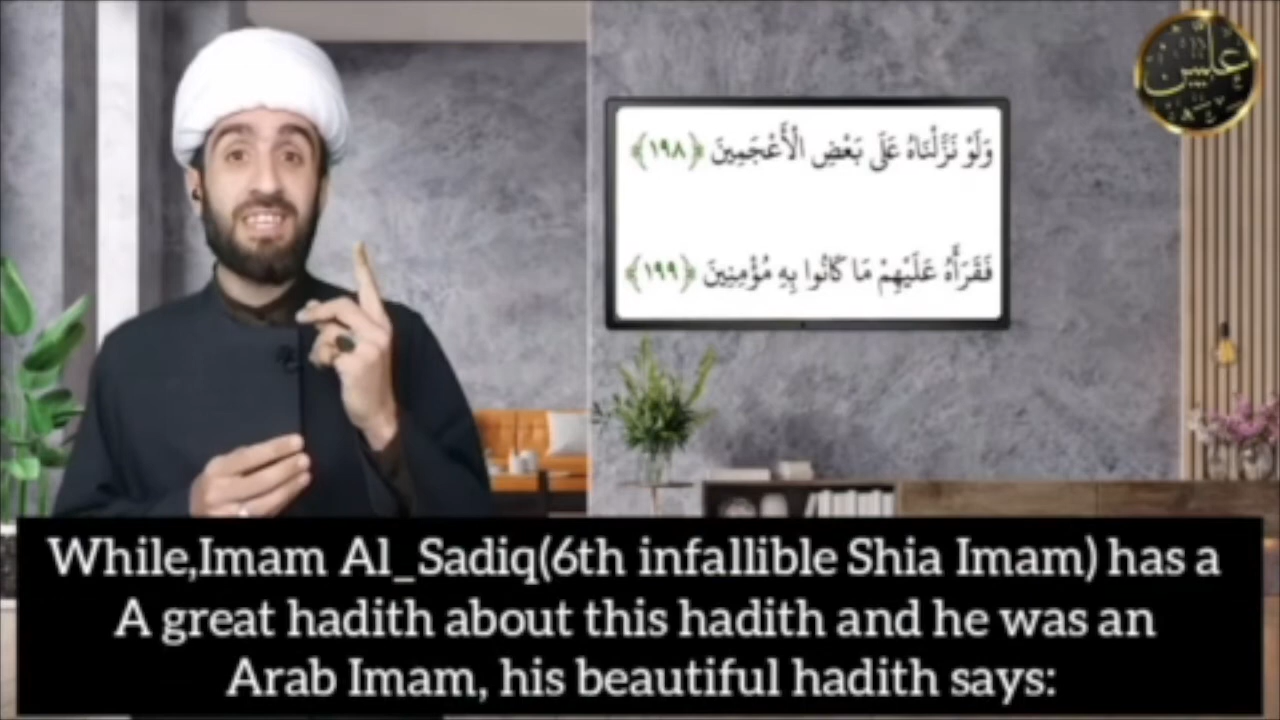 عليين
وَلَوْ نَزَّلْنَاهُ عَلَى بَعْضِ الْأَعْجَمِينَ ﴿١٩٨﴾
فَقَرَأَهُ عَلَيْهِمْ مَا كَانُوا بِهِ مُؤْمِنِينَ ﴿١٩٩﴾
While,Imam Al_Sadiq(6th infallible Shia Imam) has a
A great hadith about this hadith and he was an
Arab Imam, his beautiful hadith says: